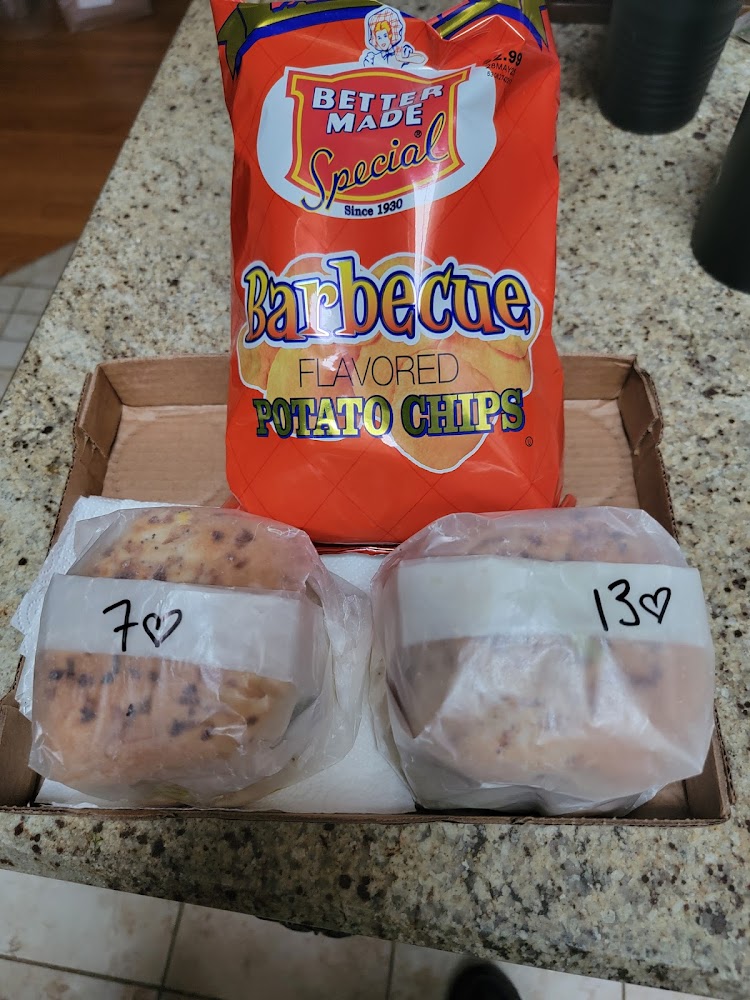 BETTER
MADE
Special
Since 1930
Barbecue
FLAVORED
POTATO CHIPS
7♡
13♡